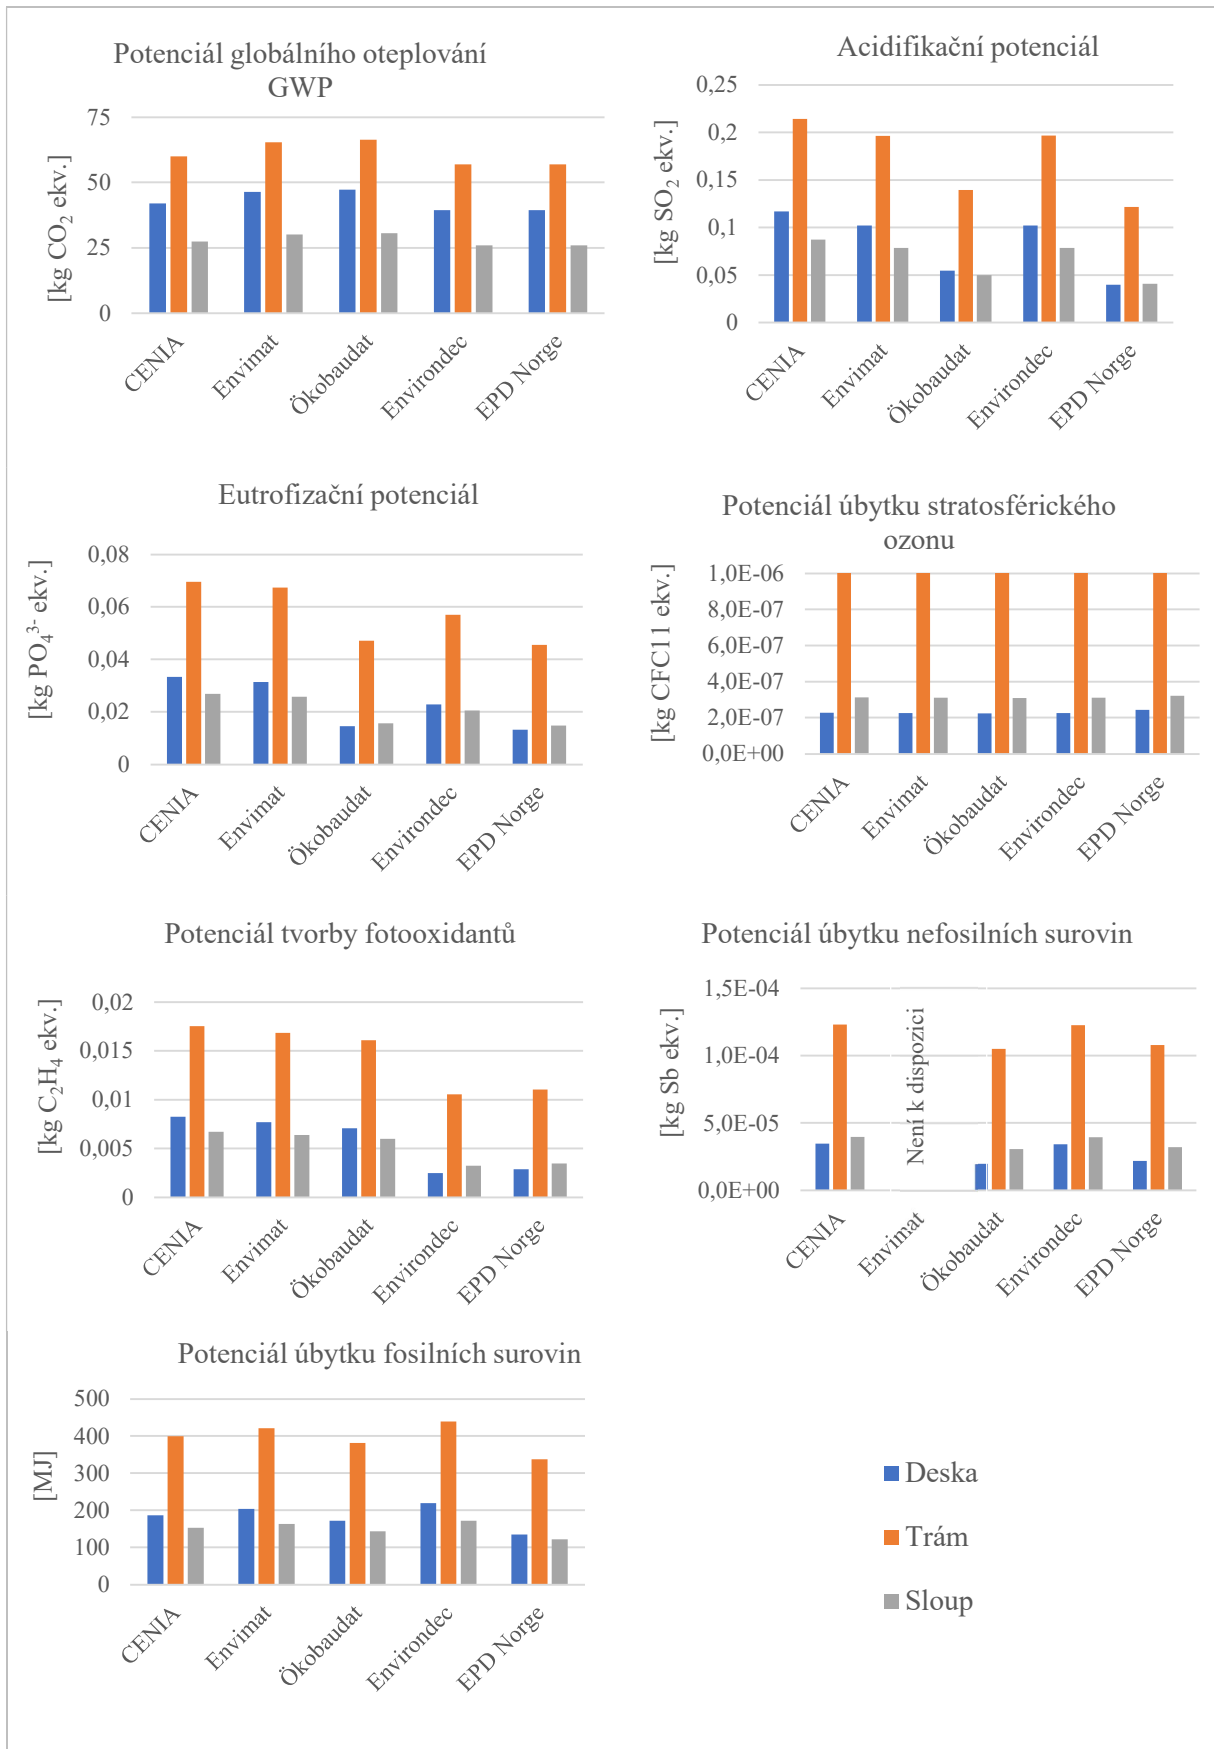 Potenciál globálního oteplování
GWP
[kg CO₂ ekv.]
75
50
25
0
CENIA
Envimat
Ökobaudat
Environdec
EPD Norge
Acidifikační potenciál
[kg SO₂ ekv.]
0,25
0,2
0,15
0,1
0,05
0
CENIA
Envimat
Ökobaudat
Environdec
EPD Norge
Eutrofizační potenciál
[kg PO₄³⁻ ekv.]
0,08
0,06
0,04
0,02
0
CENIA
Envimat
Ökobaudat
Environdec
EPD Norge
Potenciál úbytku stratosférického
ozonu
[kg CFC11 ekv.]
1,0E-06
8,0E-07
6,0E-07
4,0E-07
2,0E-07
0,0E+00
CENIA
Envimat
Ökobaudat
Environdec
EPD Norge
Potenciál tvorby fotooxidantů
[kg C₂H₄ ekv.]
0,02
0,015
0,01
0,005
0
CENIA
Envimat
Ökobaudat
Environdec
EPD Norge
Potenciál úbytku nefosilních surovin
[kg Sb ekv.]
1,5E-04
1,0E-04
5,0E-05
0,0E+00
Není k dispozici
CENIA
Envimat
Ökobaudat
Environdec
EPD Norge
Potenciál úbytku fosilních surovin
[MJ]
500
400
300
200
100
0
CENIA
Envimat
Ökobaudat
Environdec
EPD Norge
Deska
Trám
Sloup